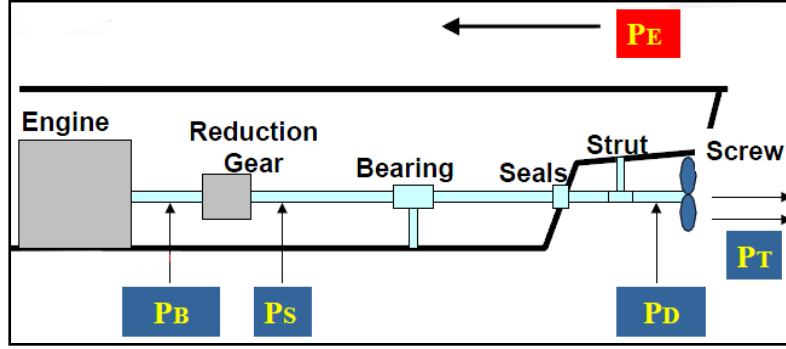 PE
Engine
Reduction
Gear
Bearing
Seals
Strut
Screw
PB
PS
PD
PT